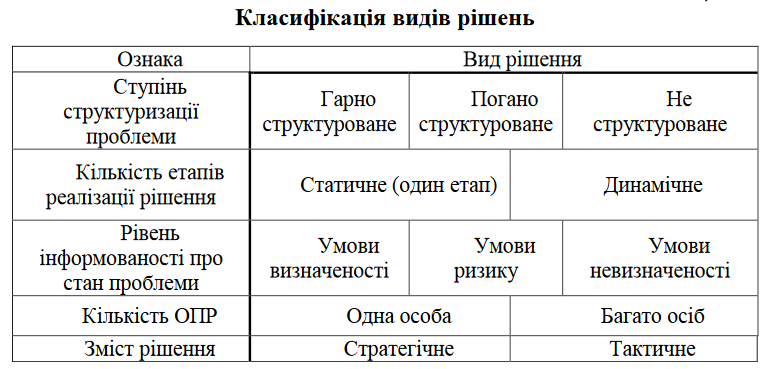 Класифікація видів рішень
Ознака
Вид рішення
Ступінь
структуризації
проблеми
Гарно
структуроване
Погано
структуроване
Не
структуроване
Кількість етапів
реалізації рішення
Статичне (один етап)
Динамічне
Рівень
інформованості про
стан проблеми
Умови
визначеності
Умови
ризику
Умови
невизначеності
Кількість ОПР
Одна особа
Багато осіб
Зміст рішення
Стратегічне
Тактичне